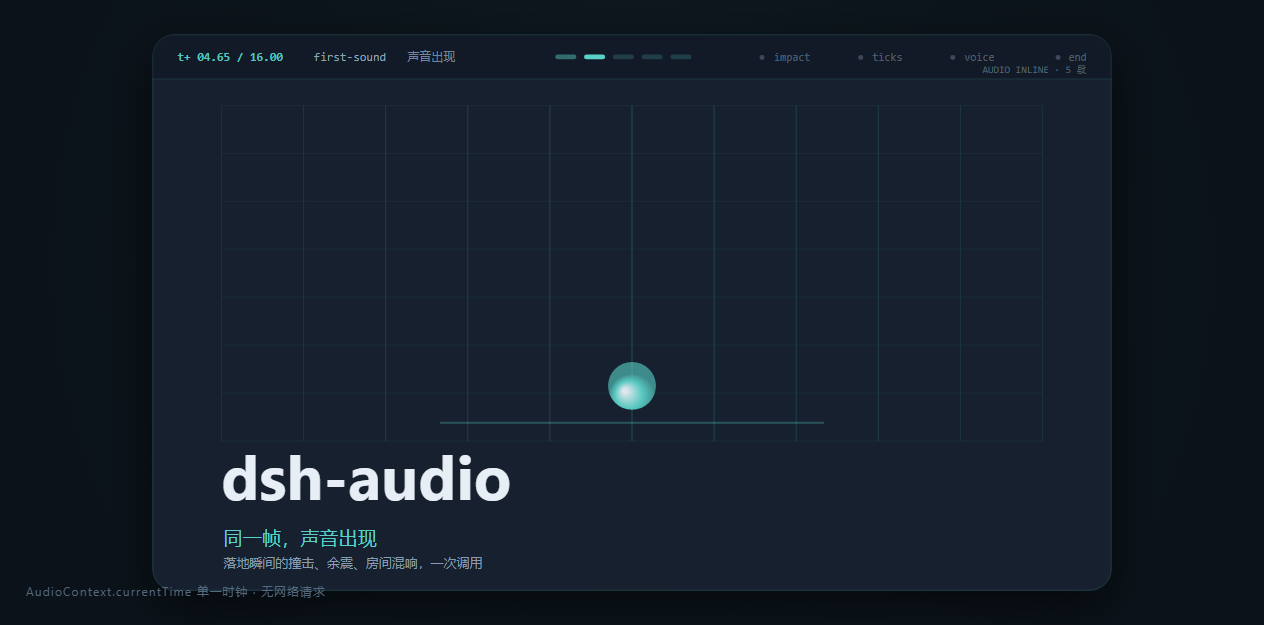 t+ 04.65 / 16.00 first-sound 声音出现 impact ticks voice end
AUDIO INLINE · 5 段
dsh-audio
同一帧，声音出现
落地瞬间的撞击、余震、房间混响，一次调用
AudioContext.currentTime 单一时钟 · 无网络请求